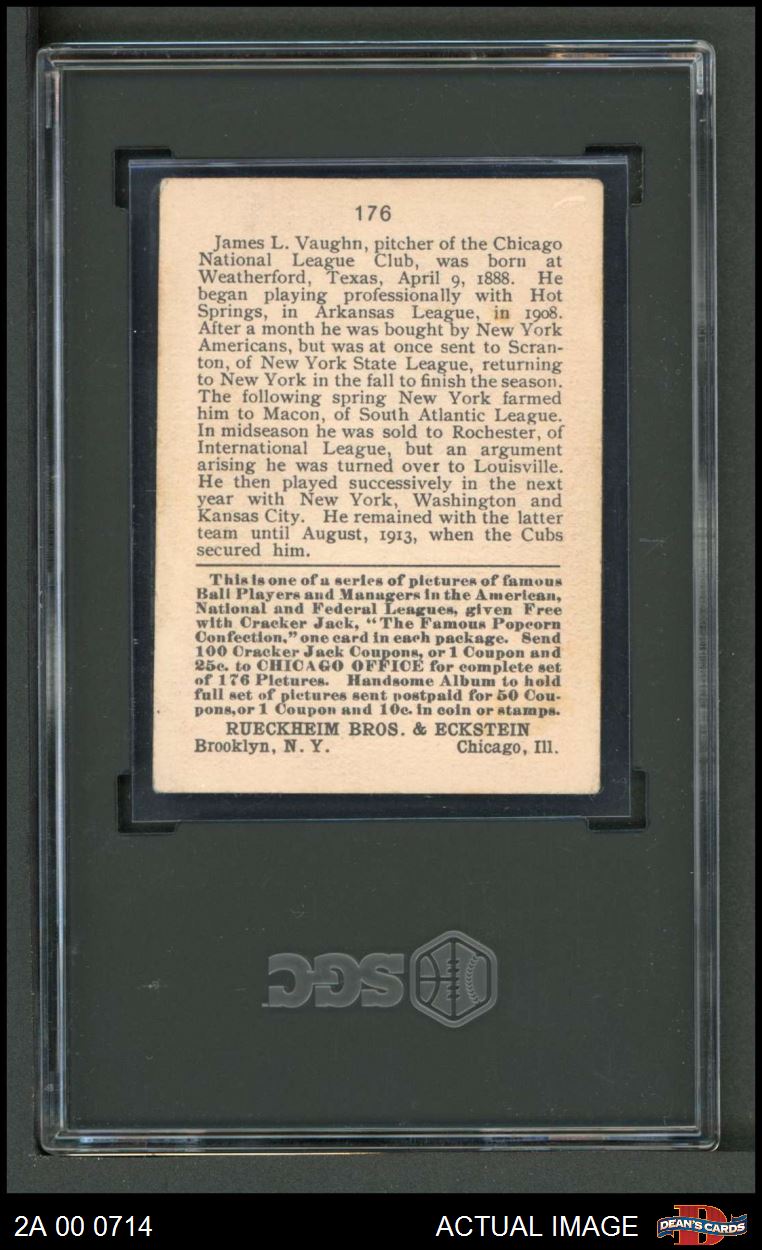 176
James L. Vaughn, pitcher of the Chicago
National League Club, was born at
Weatherford, Texas, April 9, 1888. He
began playing professionally with Hot
Springs, in Arkansas League, in 1908.
After a month he was bought by New York
Americans, but was at once sent to Scran-
ton, of New York State League, returning
to New York in the fall to finish the season.
The following spring New York farmed
him to Macon, of South Atlantic League.
In midseason he was sold to Rochester, of
International League, but an argument
arising he was turned over to Louisville.
He then played successively in the next
year with New York, Washington and
Kansas City. He remained with the latter
team until August, 1913, when the Cubs
secured him.
This is one of a series of pictures of famous
Ball Players and Managers in the American,
National and Federal Leagues, given Free
with Cracker Jack, "The Famous Popcorn
Confection," one card in each package. Send
100 Cracker Jack Coupons, or 1 Coupon and
25c. to CHICAGO OFFICE for complete set
of 176 Pictures. Handsome Album to hold
full set of pictures sent postpaid for 50 Cou-
pons, or 1 Coupon and 10c. in coin or stamps.
RUECKHEIM BROS. & ECKSTEIN
Brooklyn, N. Y. Chicago, Ill.
SGC
2A 00 0714 ACTUAL IMAGE DEAN'S CARDS